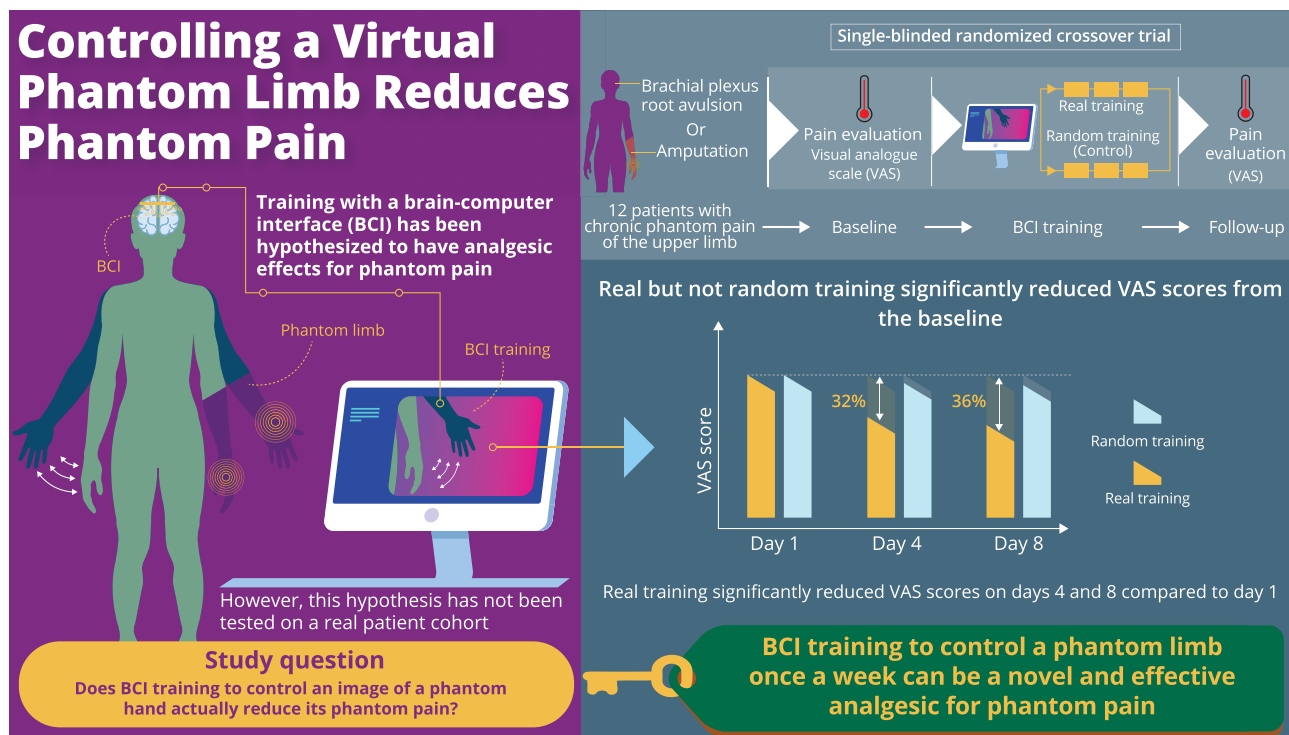 Controlling a Virtual
Phantom Limb Reduces
Phantom Pain
Training with a brain-computer
interface (BCI) has been
hypothesized to have analgesic
effects for phantom pain
BCI
Phantom limb
BCI training
However, this hypothesis has not been
tested on a real patient cohort
Study question
Does BCI training to control an image of a phantom
hand actually reduce its phantom pain?
Single-blinded randomized crossover trial
Brachial plexus
root avulsion
Or
Amputation
12 patients with
chronic phantom pain
of the upper limb
Pain evaluation
Visual analogue
scale (VAS)
Baseline
Real training
Random training
(Control)
BCI training
Pain
evaluation
(VAS)
Follow-up
Real but not random training significantly reduced VAS scores from
the baseline
VAS score
32%
36%
Day 1
Day 4
Day 8
Random training
Real training
Real training significantly reduced VAS scores on days 4 and 8 compared to day 1
BCI training to control a phantom limb
once a week can be a novel and effective
analgesic for phantom pain